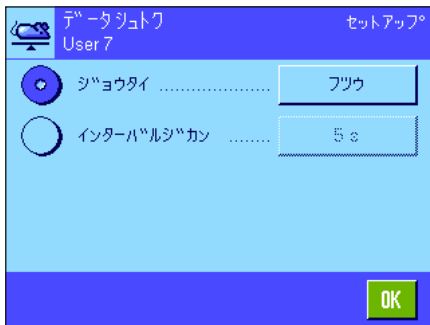 データシュトク セットアップ
User 7
ジョウタイ ..................... フツウ
インターバルジカン ........ 5 s
OK